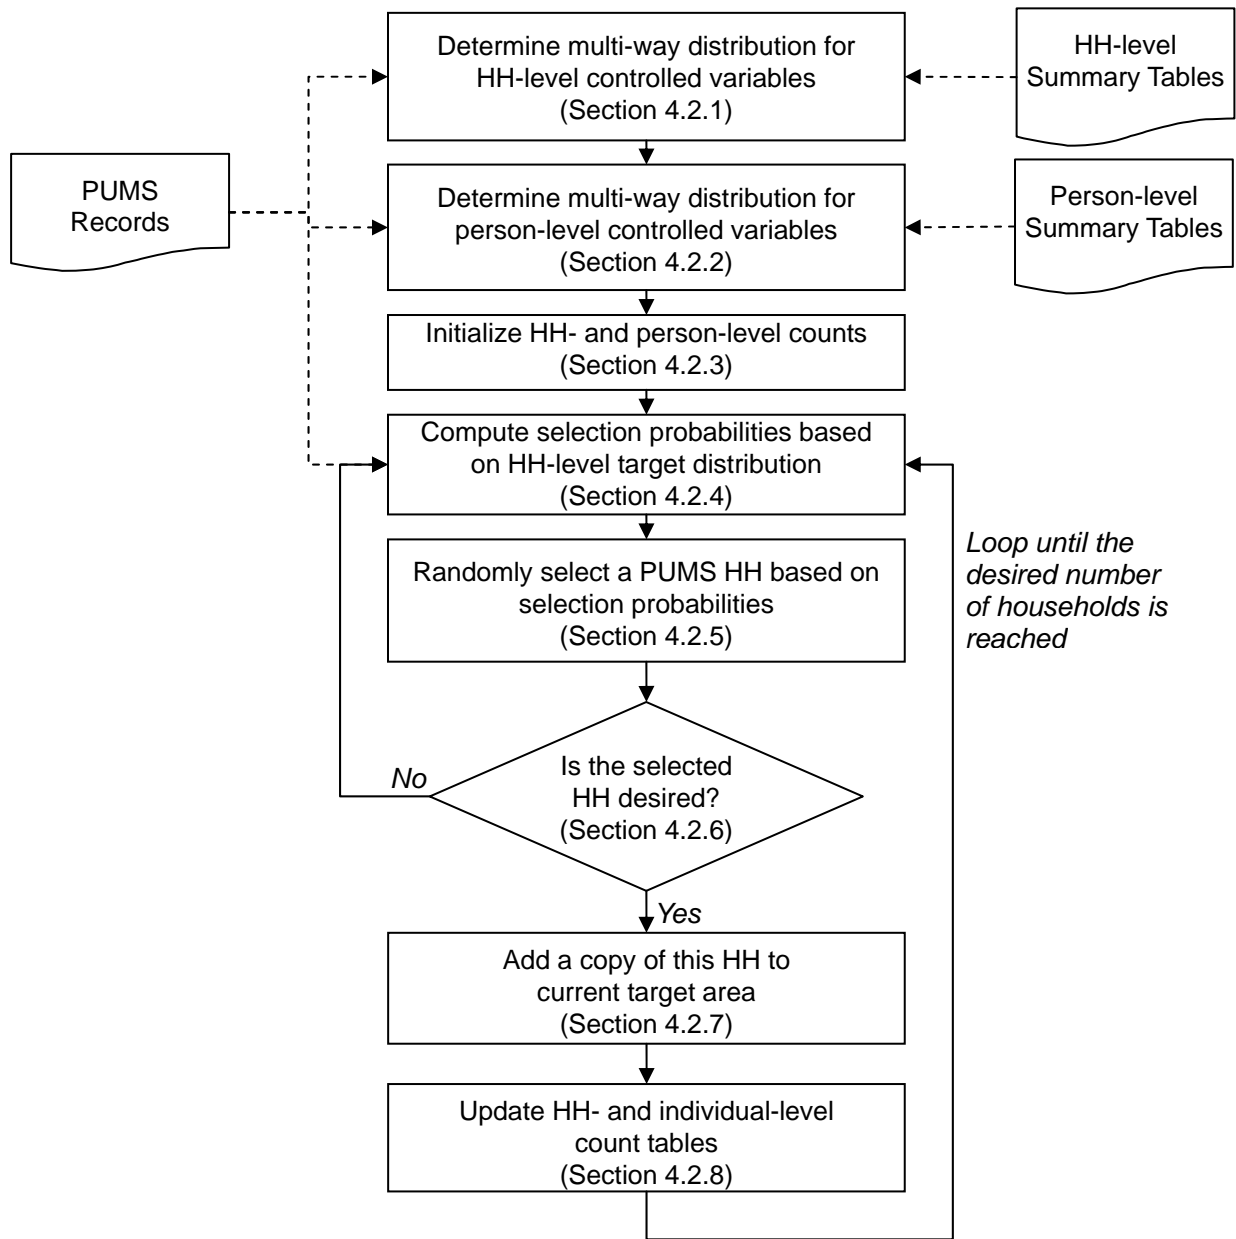 Determine multi-way distribution for
HH-level controlled variables
(Section 4.2.1)
HH-level
Summary Tables
PUMS
Records
Determine multi-way distribution for
person-level controlled variables
(Section 4.2.2)
Person-level
Summary Tables
Initialize HH- and person-level counts
(Section 4.2.3)
Compute selection probabilities based
on HH-level target distribution
(Section 4.2.4)
Randomly select a PUMS HH based on
selection probabilities
(Section 4.2.5)
Loop until the
desired number
of households is
reached
Is the selected
HH desired?
(Section 4.2.6)
No
Yes
Add a copy of this HH to
current target area
(Section 4.2.7)
Update HH- and individual-level
count tables
(Section 4.2.8)